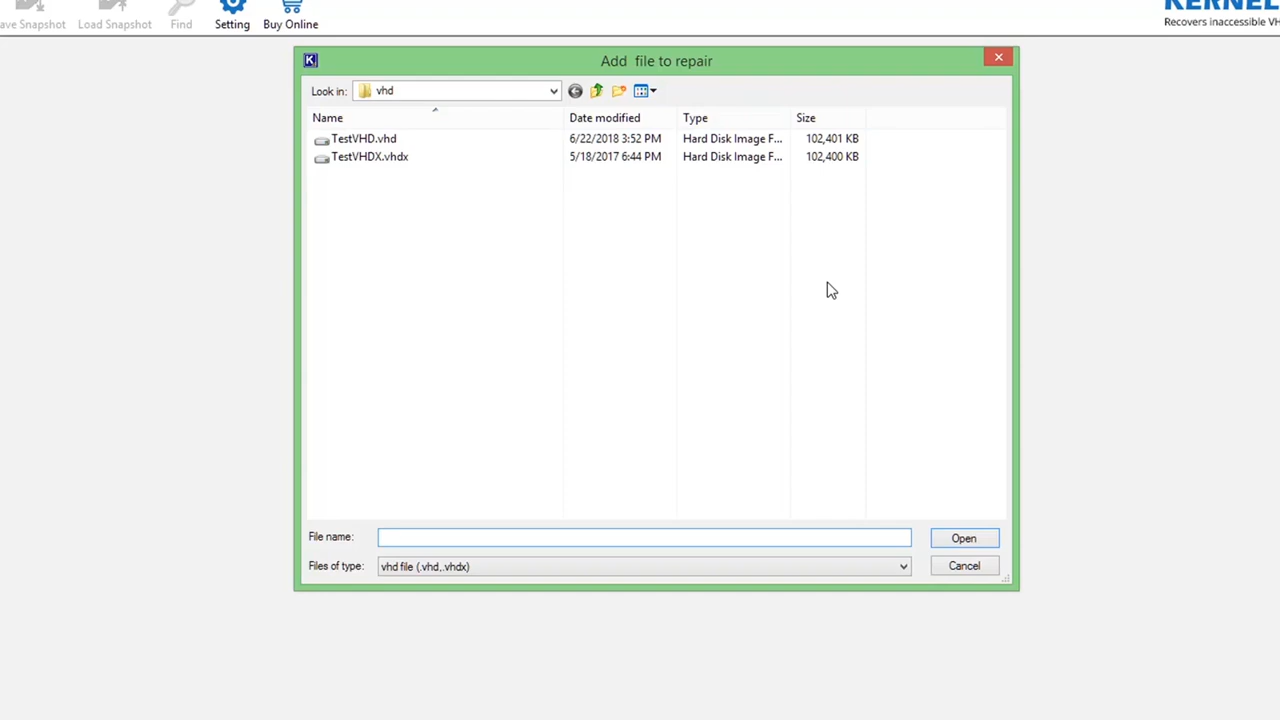 ave Snapshot Load Snapshot Find Setting Buy Online
KERNEL
Recovers inaccessible VH
Add file to repair
Look in: vhd
Name Date modified Type Size
TestVHD.vhd 6/22/2018 3:52 PM Hard Disk Image F... 102,401 KB
TestVHDX.vhdx 5/18/2017 6:44 PM Hard Disk Image F... 102,400 KB
File name: Open
Files of type: vhd file (.vhd,.vhdx) Cancel